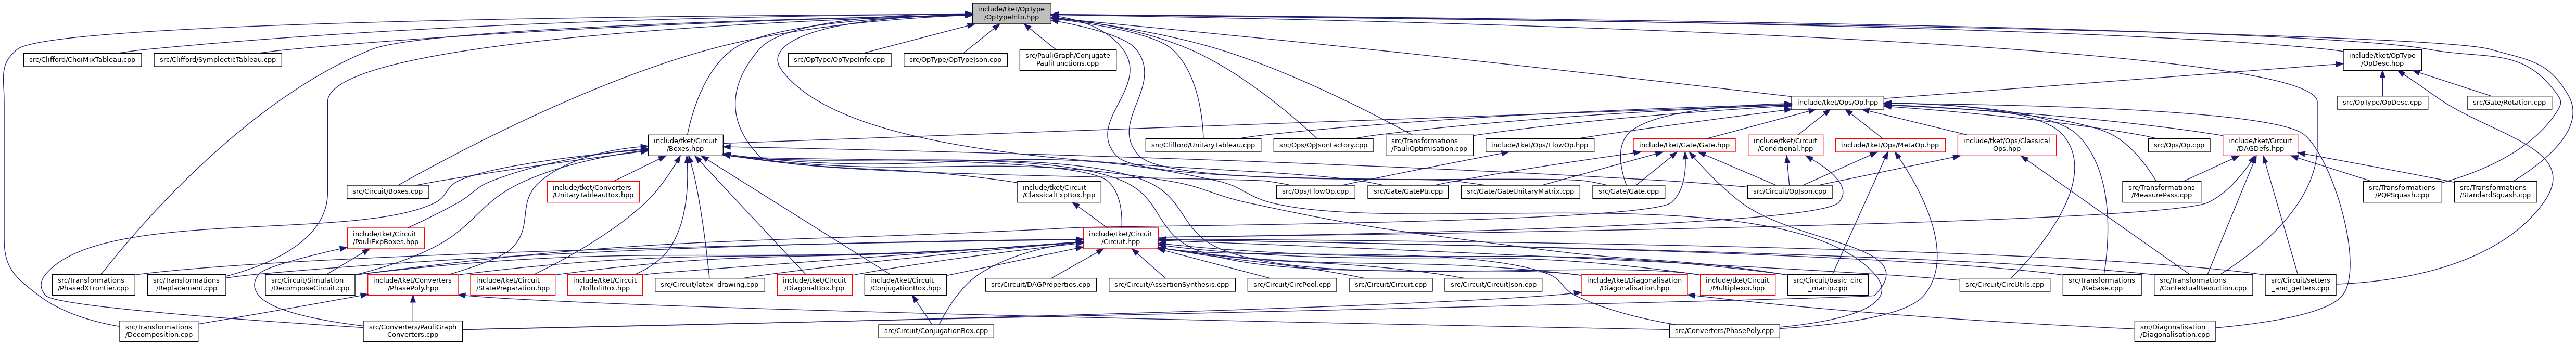 include/tket/OpType
/OpTypeInfo.hpp
src/Clifford/ChoiMixTableau.cpp
src/Clifford/SymplecticTableau.cpp
src/OpType/OpTypeInfo.cpp
src/OpType/OpTypeJson.cpp
src/PauliGraph/Conjugate
PauliFunctions.cpp
include/tket/OpType
/OpDesc.hpp
include/tket/Ops/Op.hpp
src/OpType/OpDesc.cpp
src/Gate/Rotation.cpp
include/tket/Circuit
/Boxes.hpp
src/Clifford/UnitaryTableau.cpp
src/Ops/OpJsonFactory.cpp
src/Transformations
/PauliOptimisation.cpp
include/tket/Ops/FlowOp.hpp
include/tket/Gate/Gate.hpp
include/tket/Circuit
/Conditional.hpp
include/tket/Ops/MetaOp.hpp
include/tket/Ops/Classical
Ops.hpp
src/Ops/Op.cpp
include/tket/Circuit
/DAGDefs.hpp
src/Circuit/Boxes.cpp
include/tket/Converters
/UnitaryTableauBox.hpp
include/tket/Circuit
/ClassicalExpBox.hpp
src/Ops/FlowOp.cpp
src/Gate/GatePtr.cpp
src/Gate/GateUnitaryMatrix.cpp
src/Gate/Gate.cpp
src/Circuit/OpJson.cpp
src/Transformations
/MeasurePass.cpp
src/Transformations
/PQPSquash.cpp
src/Transformations
/StandardSquash.cpp
include/tket/Circuit
/PauliExpBoxes.hpp
include/tket/Circuit
/Circuit.hpp
src/Transformations
/PhasedXFrontier.cpp
src/Transformations
/Replacement.cpp
src/Circuit/Simulation
/DecomposeCircuit.cpp
include/tket/Converters
/PhasePoly.hpp
include/tket/Circuit
/StatePreparation.hpp
include/tket/Circuit
/ToffoliBox.hpp
src/Circuit/latex_drawing.cpp
include/tket/Circuit
/DiagonalBox.hpp
include/tket/Circuit
/ConjugationBox.hpp
src/Circuit/DAGProperties.cpp
src/Circuit/AssertionSynthesis.cpp
src/Circuit/CircPool.cpp
src/Circuit/Circuit.cpp
src/Circuit/CircuitJson.cpp
include/tket/Diagonalisation
/Diagonalisation.hpp
include/tket/Circuit
/Multiplexor.hpp
src/Circuit/basic_circ
_manip.cpp
src/Circuit/CircUtils.cpp
src/Transformations
/Rebase.cpp
src/Transformations
/ContextualReduction.cpp
src/Circuit/setters
_and_getters.cpp
src/Transformations
/Decomposition.cpp
src/Converters/PauliGraph
Converters.cpp
src/Circuit/ConjugationBox.cpp
src/Converters/PhasePoly.cpp
src/Diagonalisation
/Diagonalisation.cpp